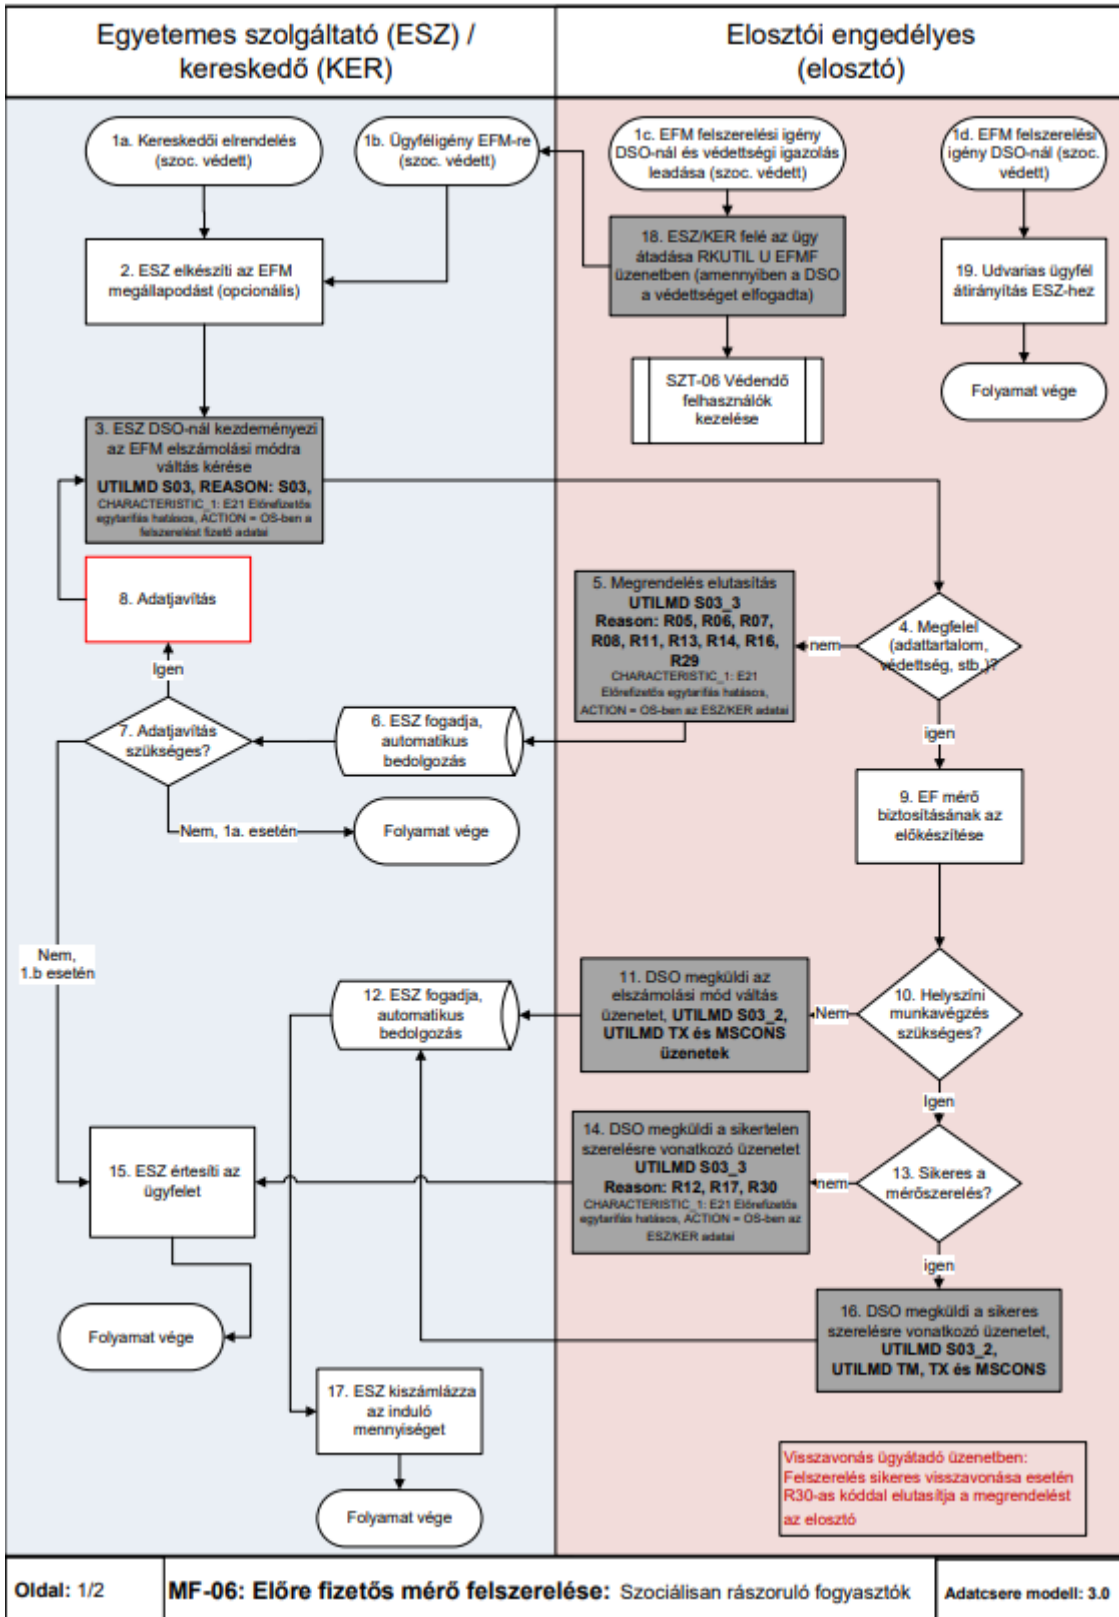 Egyetemes szolgáltató (ESZ) /
kereskedő (KER)
Elosztói engedélyes
(elosztó)
1a. Kereskedői elrendelés
(szoc. védett)
1b. Ügyféligény EFM-re
(szoc. védett)
1c. EFM felszerelési igény
DSO-nál és védettségi igazolás
leadása (szoc. védett)
1d. EFM felszerelési
igény DSO-nál (szoc.
védett)
2. ESZ elkészíti az EFM
megállapodást (opcionális)
18. ESZ/KER felé az ügy
átadása RKUTIL U EFMF
üzenetben (amennyiben a DSO
a védettséget elfogadta)
19. Udvarias ügyfél
átirányítás ESZ-hez
SZT-06 Védendő
felhasználók
kezelése
Folyamat vége
3. ESZ DSO-nál kezdeményezi
az EFM elszámolási módra
váltás kérése
UTILMD S03, REASON: S03,
CHARACTERISTIC_1: E21 Előrefizetős
egytarifás hatásos, ACTION = OS-ben a
felszerelést fizető adatai
8. Adatjavítás
Igen
7. Adatjavítás
szükséges?
Nem, 1a. esetén
Folyamat vége
6. ESZ fogadja,
automatikus
bedolgozás
5. Megrendelés elutasítás
UTILMD S03_3
Reason: R05, R06, R07,
R08, R11, R13, R14, R16,
R29
CHARACTERISTIC_1: E21
Előrefizetős egytarifás hatásos,
ACTION = OS-ben az ESZ/KER adatai
nem
4. Megfelel
(adattartalom,
védettség, stb.)?
igen
9. EF mérő
biztosításának az
előkészítése
Nem,
1.b esetén
12. ESZ fogadja,
automatikus
bedolgozás
11. DSO megküldi az
elszámolási mód váltás
üzenetet, UTILMD S03_2,
UTILMD TX és MSCONS
üzenetek
Nem
10. Helyszíni
munkavégzés
szükséges?
Igen
15. ESZ értesíti az
ügyfelet
14. DSO megküldi a sikertelen
szerelésre vonatkozó üzenetet
UTILMD S03_3
Reason: R12, R17, R30
CHARACTERISTIC_1: E21 Előrefizetős
egytarifás hatásos, ACTION = OS-ben az
ESZ/KER adatai
nem
13. Sikeres a
mérőszerelés?
igen
Folyamat vége
16. DSO megküldi a sikeres
szerelésre vonatkozó üzenetet,
UTILMD S03_2,
UTILMD TM, TX és MSCONS
17. ESZ kiszámlázza
az induló
mennyiséget
Folyamat vége
Visszavonás ügyátadó üzenetben:
Felszerelés sikeres visszavonása esetén
R30-as kóddal elutasítja a megrendelést
az elosztó
Oldal: 1/2
MF-06: Előre fizetős mérő felszerelése: Szociálisan rászoruló fogyasztók
Adatcsere modell: 3.0